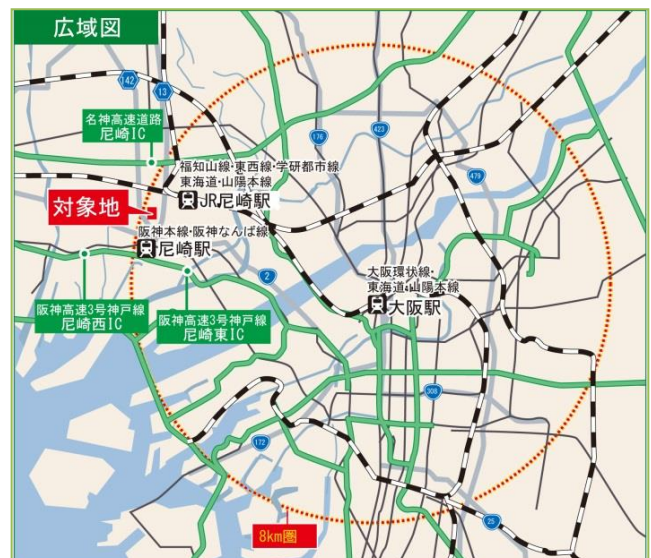 広域図
142
13
名神高速道路
尼崎IC
176
423
479
福知山線・東西線・学研都市線
東海道・山陽本線
JR尼崎駅
対象地
阪神本線・阪神なんば線
尼崎駅
2
大阪環状線・
東海道・山陽本線
大阪駅
阪神高速3号神戸線
尼崎西IC
阪神高速3号神戸線
尼崎東IC
308
172
25
8km圏